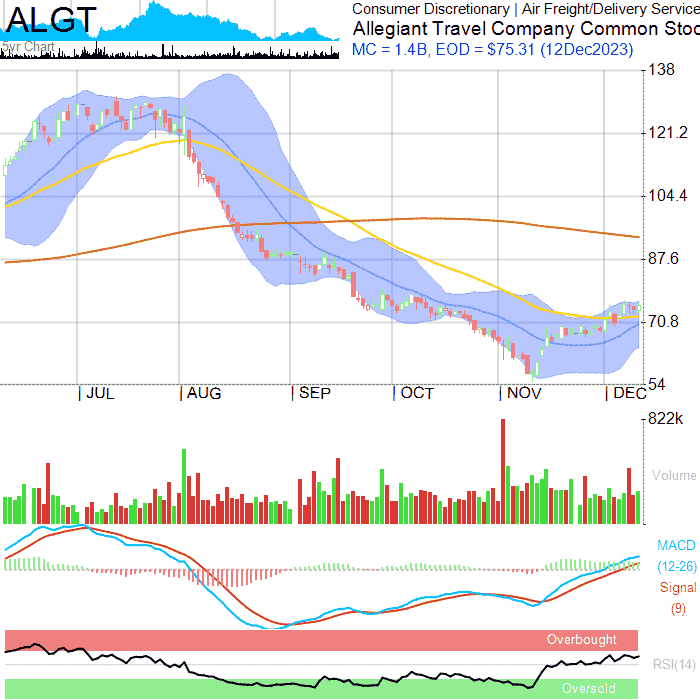 ALGT
5yr Chart
Consumer Discretionary | Air Freight/Delivery Service
Allegiant Travel Company Common Stoc
MC = 1.4B, EOD = $75.31 (12Dec2023)
138
121.2
104.4
87.6
70.8
54
| JUL
| AUG
| SEP
| OCT
| NOV
| DEC
822k
Volume
MACD
(12-26)
Signal
(9)
Overbought
RSI(14)
Oversold